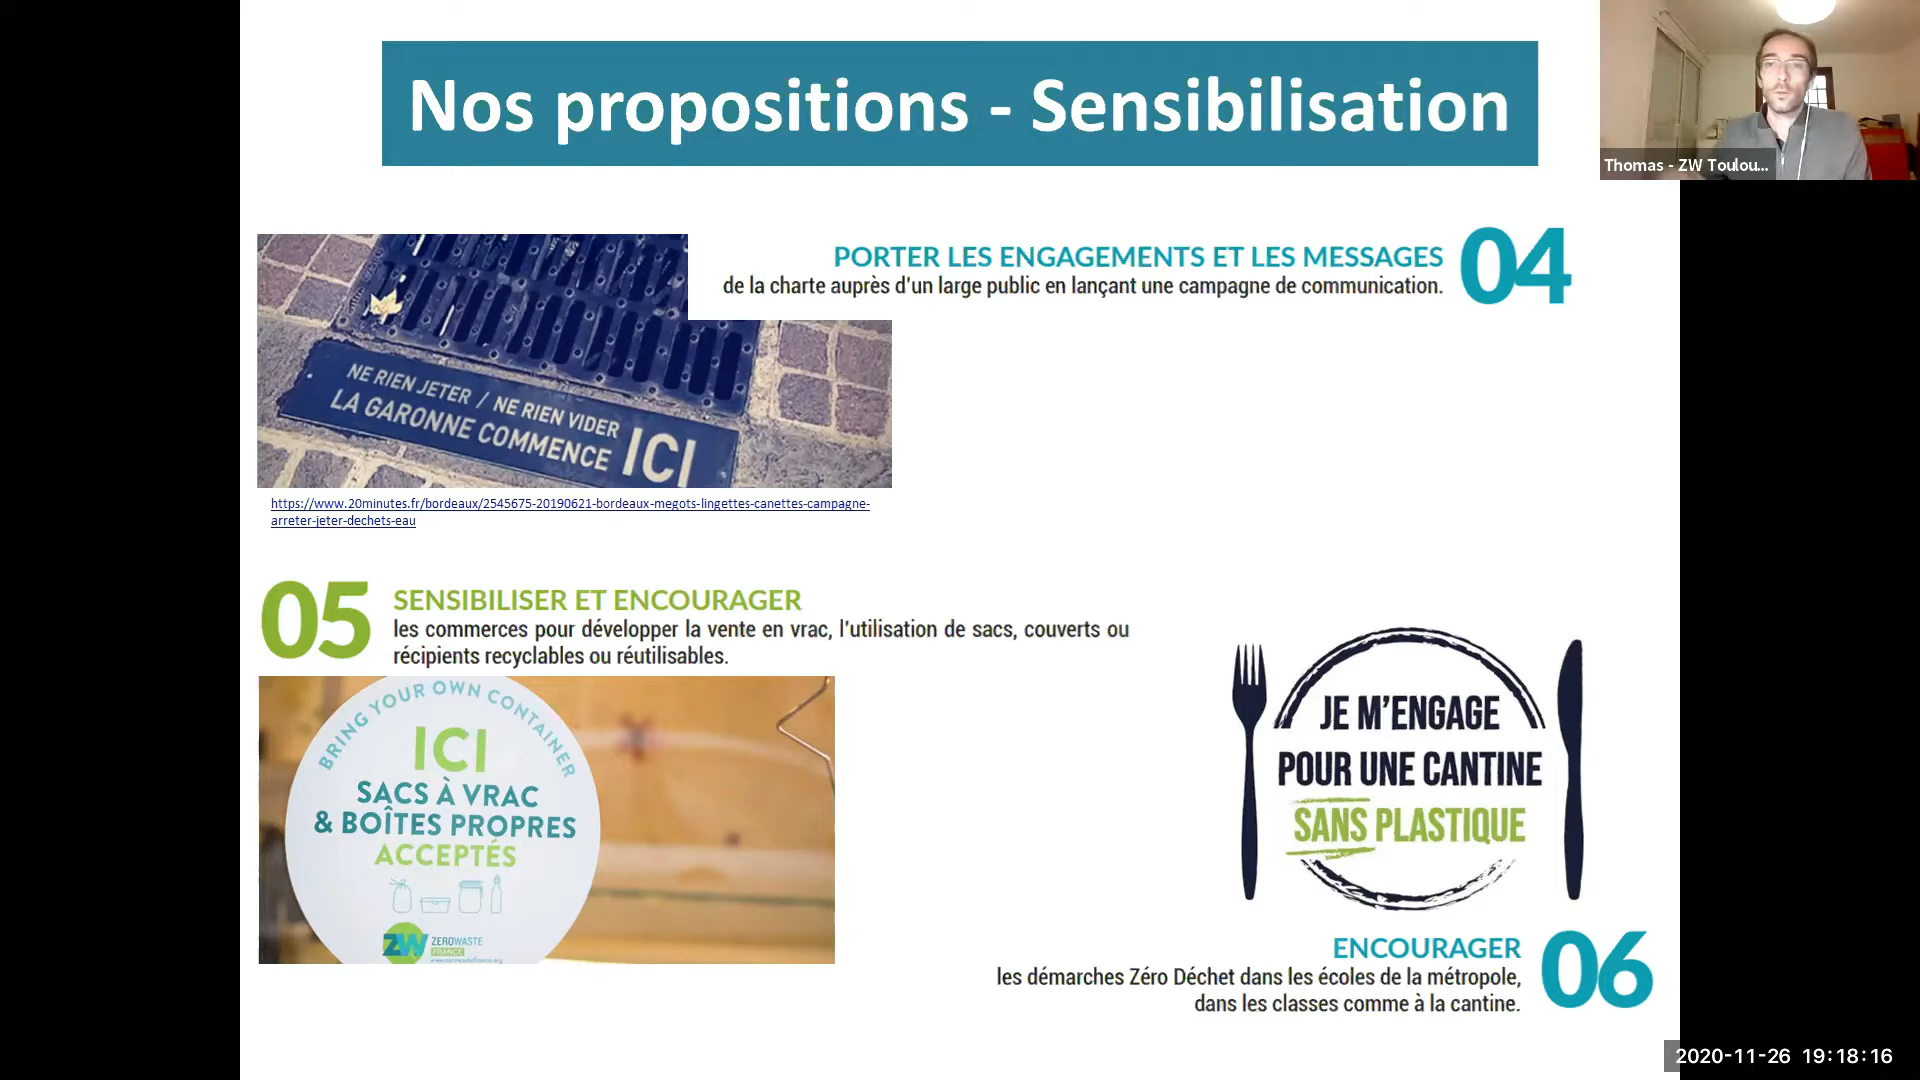 Nos propositions - Sensibilisation
Thomas - ZW Toulou...
PORTER LES ENGAGEMENTS ET LES MESSAGES
de la charte auprès d'un large public en lançant une campagne de communication.
04
NE RIEN JETER / NE RIEN VIDER
LA GARONNE COMMENCE ICI
https://www.20minutes.fr/bordeaux/2545675-20190621-bordeaux-megots-lingettes-canettes-campagne-
arreter-jeter-dechets-eau
05
SENSIBILISER ET ENCOURAGER
les commerces pour développer la vente en vrac, l'utilisation de sacs, couverts ou
récipients recyclables ou réutilisables.
BRING YOUR OWN CONTAINER
ICI
SACS À VRAC
& BOÎTES PROPRES
ACCEPTÉS
ZW ZEROWASTE
FRANCE
www.zerowastefrance.org
JE M'ENGAGE
POUR UNE CANTINE
SANS PLASTIQUE
ENCOURAGER
les démarches Zéro Déchet dans les écoles de la métropole,
dans les classes comme à la cantine.
06
2020-11-26 19:18:16